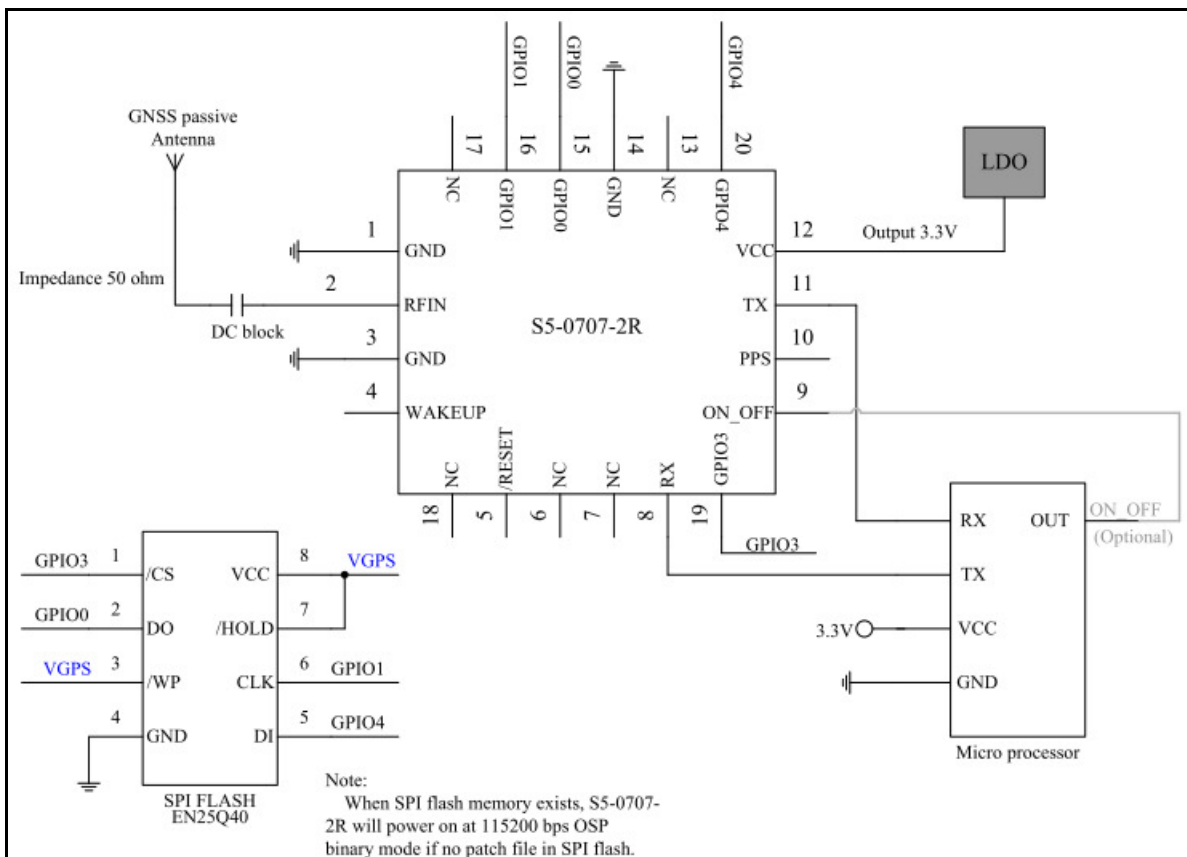 GPIO1
GPIO0
GPIO4
GNSS passive
Antenna
17
16
15
14
13
20
LDO
NC
GPIO1
GPIO0
GND
NC
GPIO4
1
GND
12
VCC
Output 3.3V
Impedance 50 ohm
2
RFIN
11
TX
DC block
S5-0707-2R
3
GND
10
PPS
4
WAKEUP
9
ON_OFF
NC
/RESET
NC
NC
RX
GPIO3
18
5
6
7
8
19
GPIO3
RX
OUT
ON_OFF
(Optional)
TX
3.3V
VCC
GND
Micro processor
GPIO3
1
/CS
VCC
8
VGPS
GPIO0
2
DO
/HOLD
7
VGPS
3
/WP
CLK
6
GPIO1
4
GND
DI
5
GPIO4
SPI FLASH
EN25Q40
Note:
When SPI flash memory exists, S5-0707-
2R will power on at 115200 bps OSP
binary mode if no patch file in SPI flash.